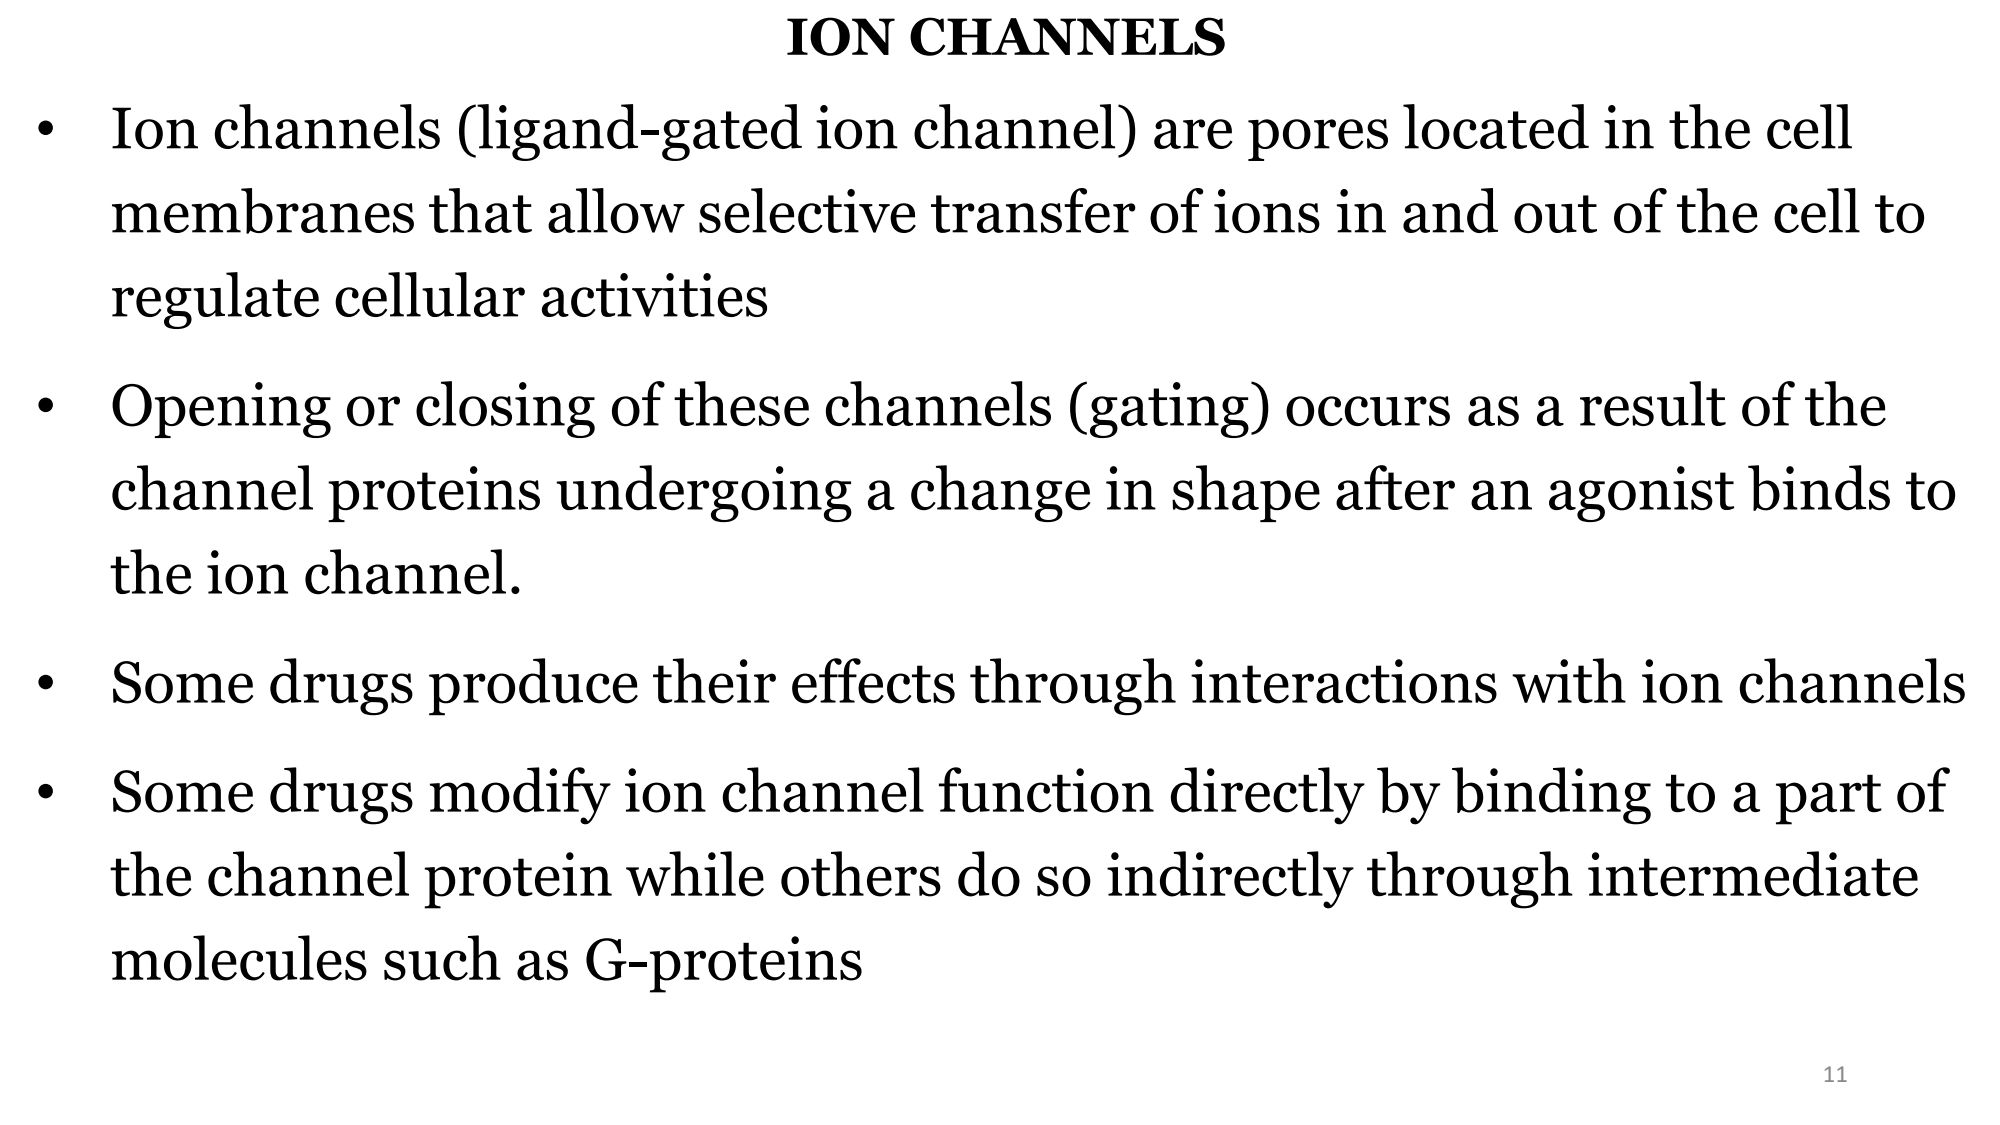 ION CHANNELS
• Ion channels (ligand-gated ion channel) are pores located in the cell
membranes that allow selective transfer of ions in and out of the cell to
regulate cellular activities
• Opening or closing of these channels (gating) occurs as a result of the
channel proteins undergoing a change in shape after an agonist binds to
the ion channel.
• Some drugs produce their effects through interactions with ion channels
• Some drugs modify ion channel function directly by binding to a part of
the channel protein while others do so indirectly through intermediate
molecules such as G-proteins
11